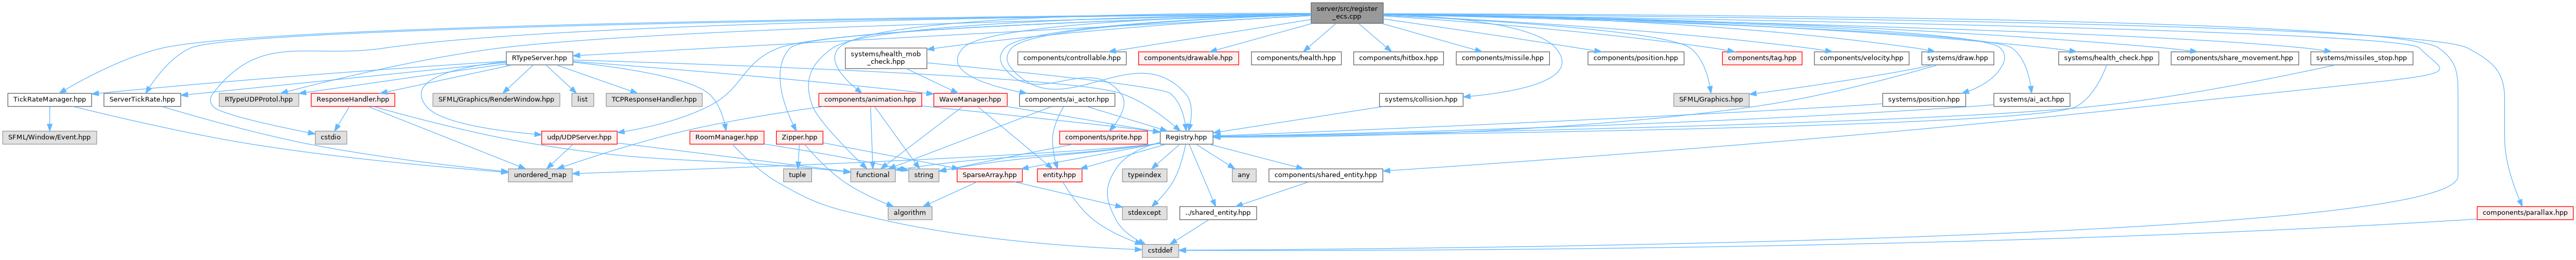 server/src/register
_ecs.cpp
RTypeServer.hpp
systems/health_mob
_check.hpp
components/controllable.hpp
components/drawable.hpp
components/health.hpp
components/hitbox.hpp
components/missile.hpp
components/position.hpp
components/tag.hpp
components/velocity.hpp
systems/draw.hpp
systems/health_check.hpp
components/share_movement.hpp
systems/missiles_stop.hpp
TickRateManager.hpp
ServerTickRate.hpp
RTypeUDPProtol.hpp
ResponseHandler.hpp
SFML/Graphics/RenderWindow.hpp
list
TCPResponseHandler.hpp
components/animation.hpp
WaveManager.hpp
components/ai_actor.hpp
systems/collision.hpp
SFML/Graphics.hpp
systems/position.hpp
systems/ai_act.hpp
SFML/Window/Event.hpp
cstdio
udp/UDPServer.hpp
RoomManager.hpp
Zipper.hpp
components/sprite.hpp
Registry.hpp
unordered_map
tuple
functional
string
SparseArray.hpp
entity.hpp
typeindex
any
components/shared_entity.hpp
algorithm
stdexcept
../shared_entity.hpp
components/parallax.hpp
cstddef